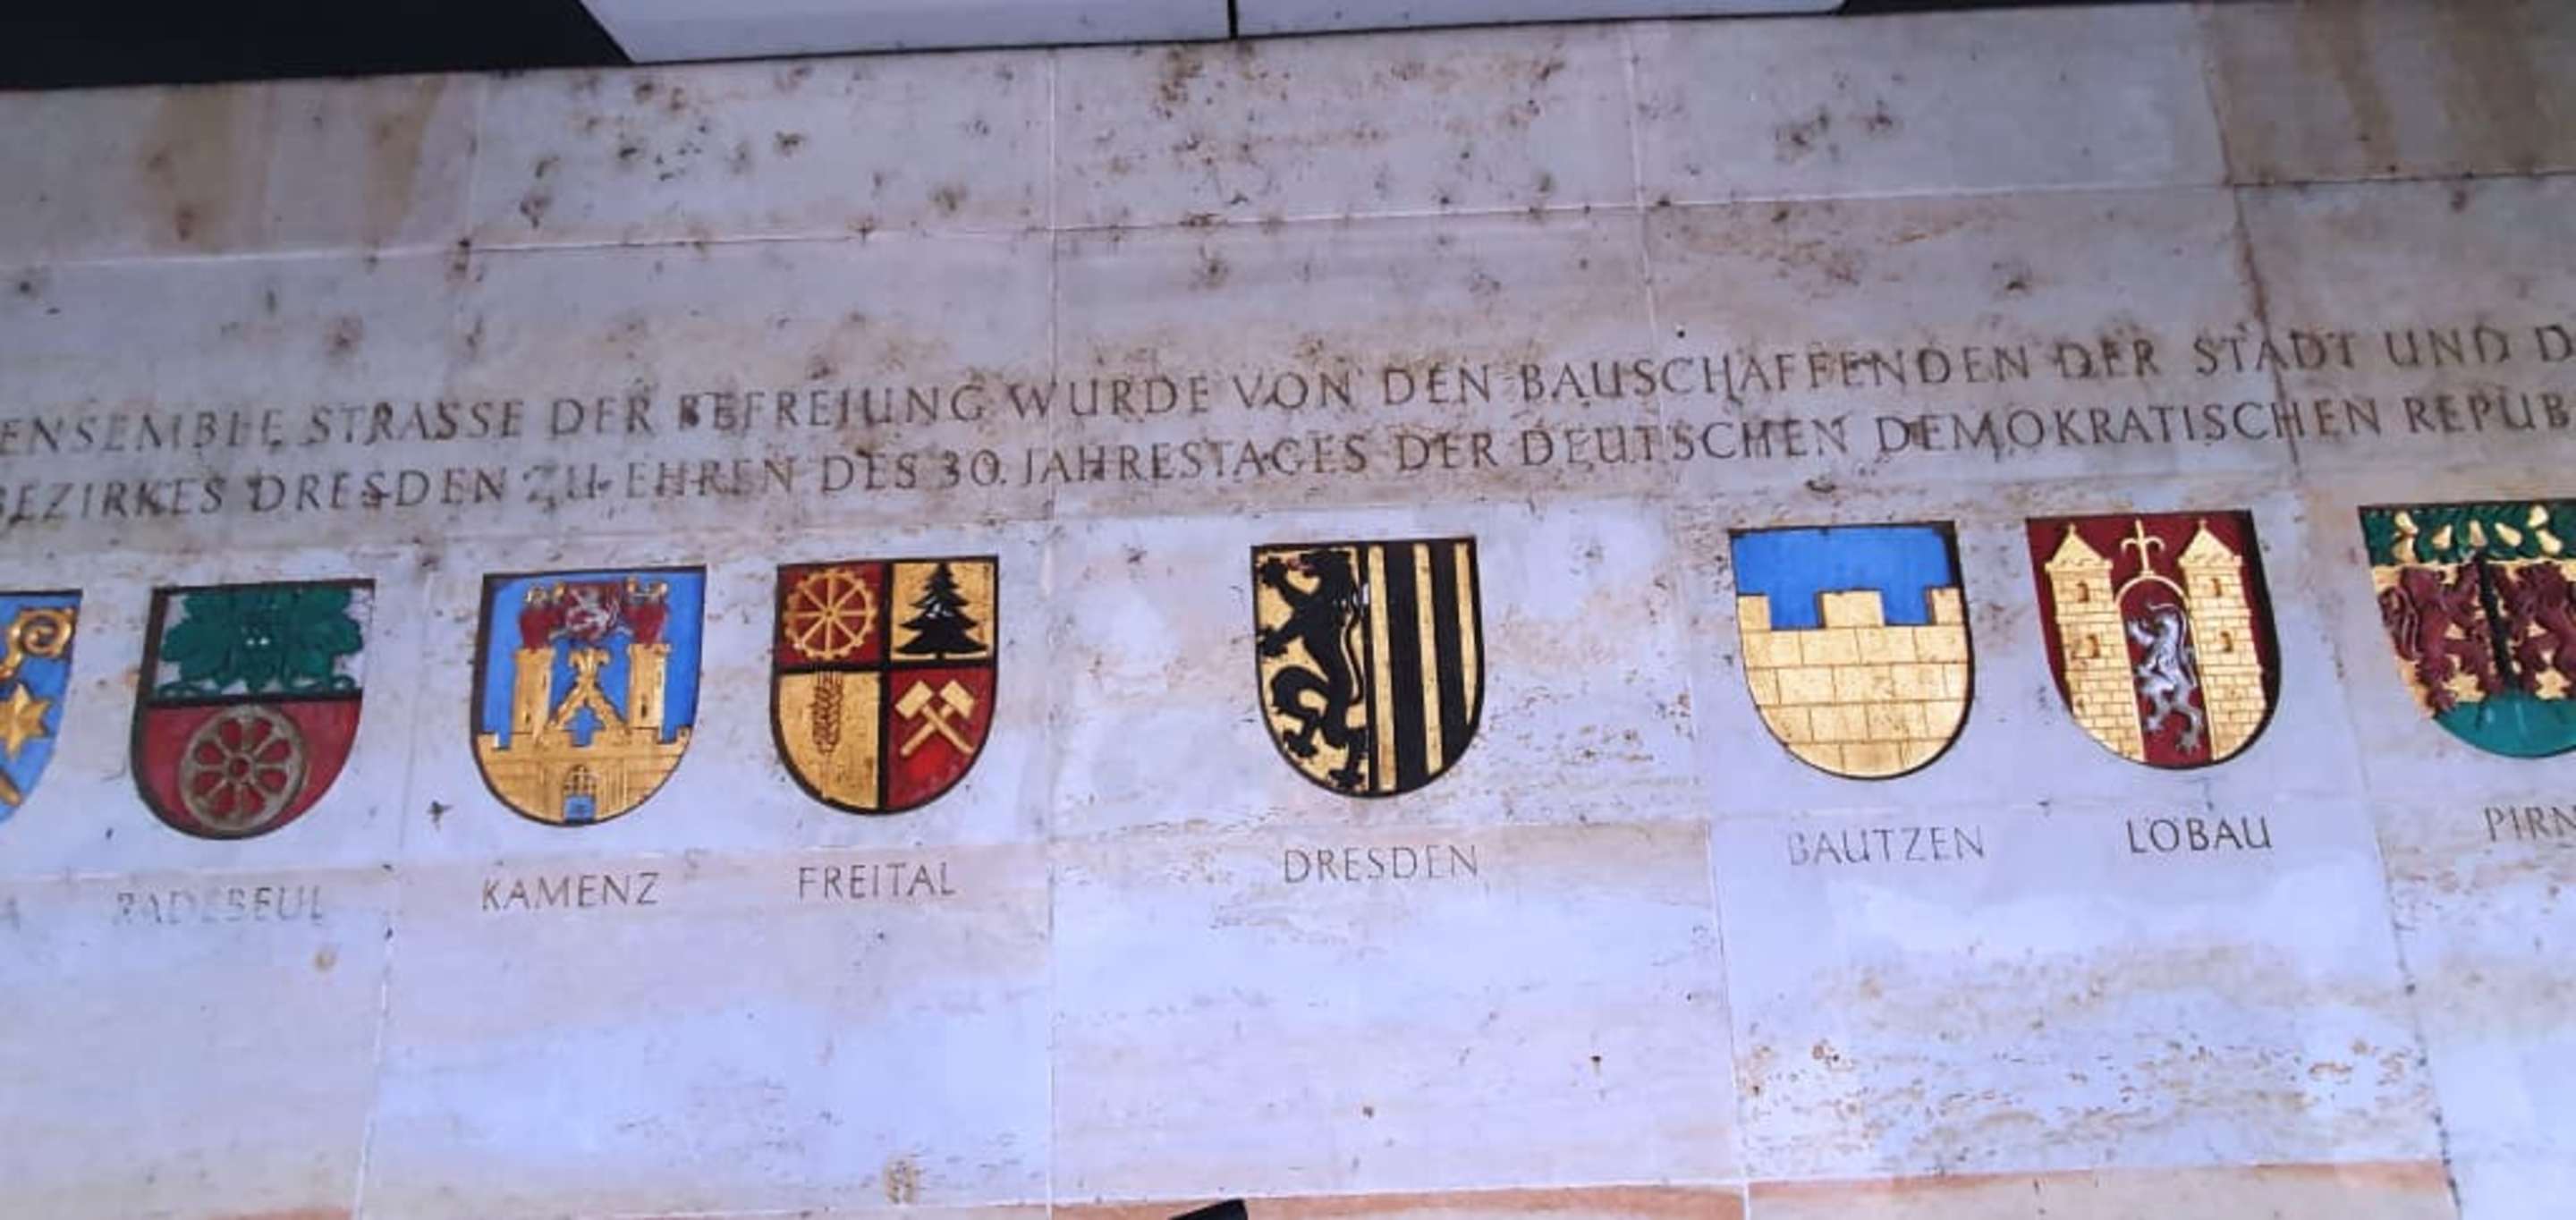 ENSEMBLE STRASSE DER BEFREIUNG WURDE VON DEN BAUSCHAFFENDEN DER STADT UND D
BEZIRKES DRESDEN ZU EHREN DES 30. JAHRESTAGES DER DEUTSCHEN DEMOKRATISCHEN REPUB
A RADEBEUL KAMENZ FREITAL DRESDEN BAUTZEN LÖBAU PIRN